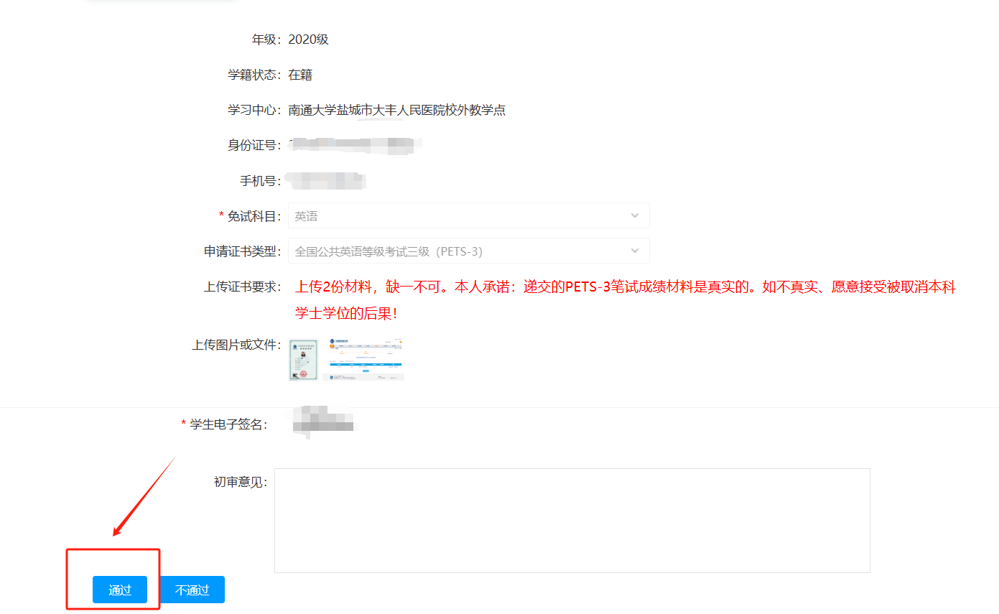 年级：2020级
学籍状态：在籍
学习中心：南通大学盐城市大丰人民医院校外教学点
身份证号：
手机号：
* 免试科目：英语
申请证书类型：全国公共英语等级考试三级（PETS-3）
上传证书要求：上传2份材料，缺一不可。本人承诺：递交的PETS-3笔试成绩材料是真实的。如不真实、愿意接受被取消本科
学士学位的后果！
上传图片或文件：
* 学生电子签名：
初审意见：
通过 不通过